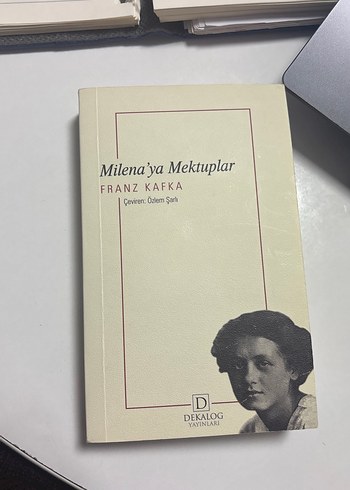 Milena'ya Mektuplar
FRANZ KAFKA
Çeviren: Özlem Şarlı
D
DEKALOG
YAYINLARI